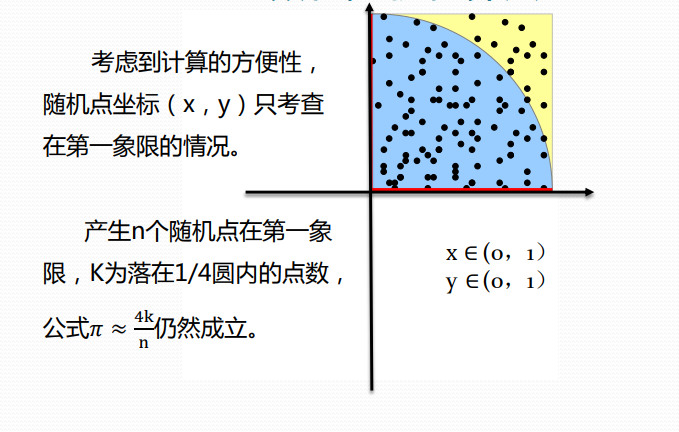 考虑到计算的方便性，
随机点坐标（x，y）只考查
在第一象限的情况。
产生n个随机点在第一象
限，K为落在1/4圆内的点数，
公式π ≈ 4k/n 仍然成立。
x ∈(0，1）
y ∈(0，1）